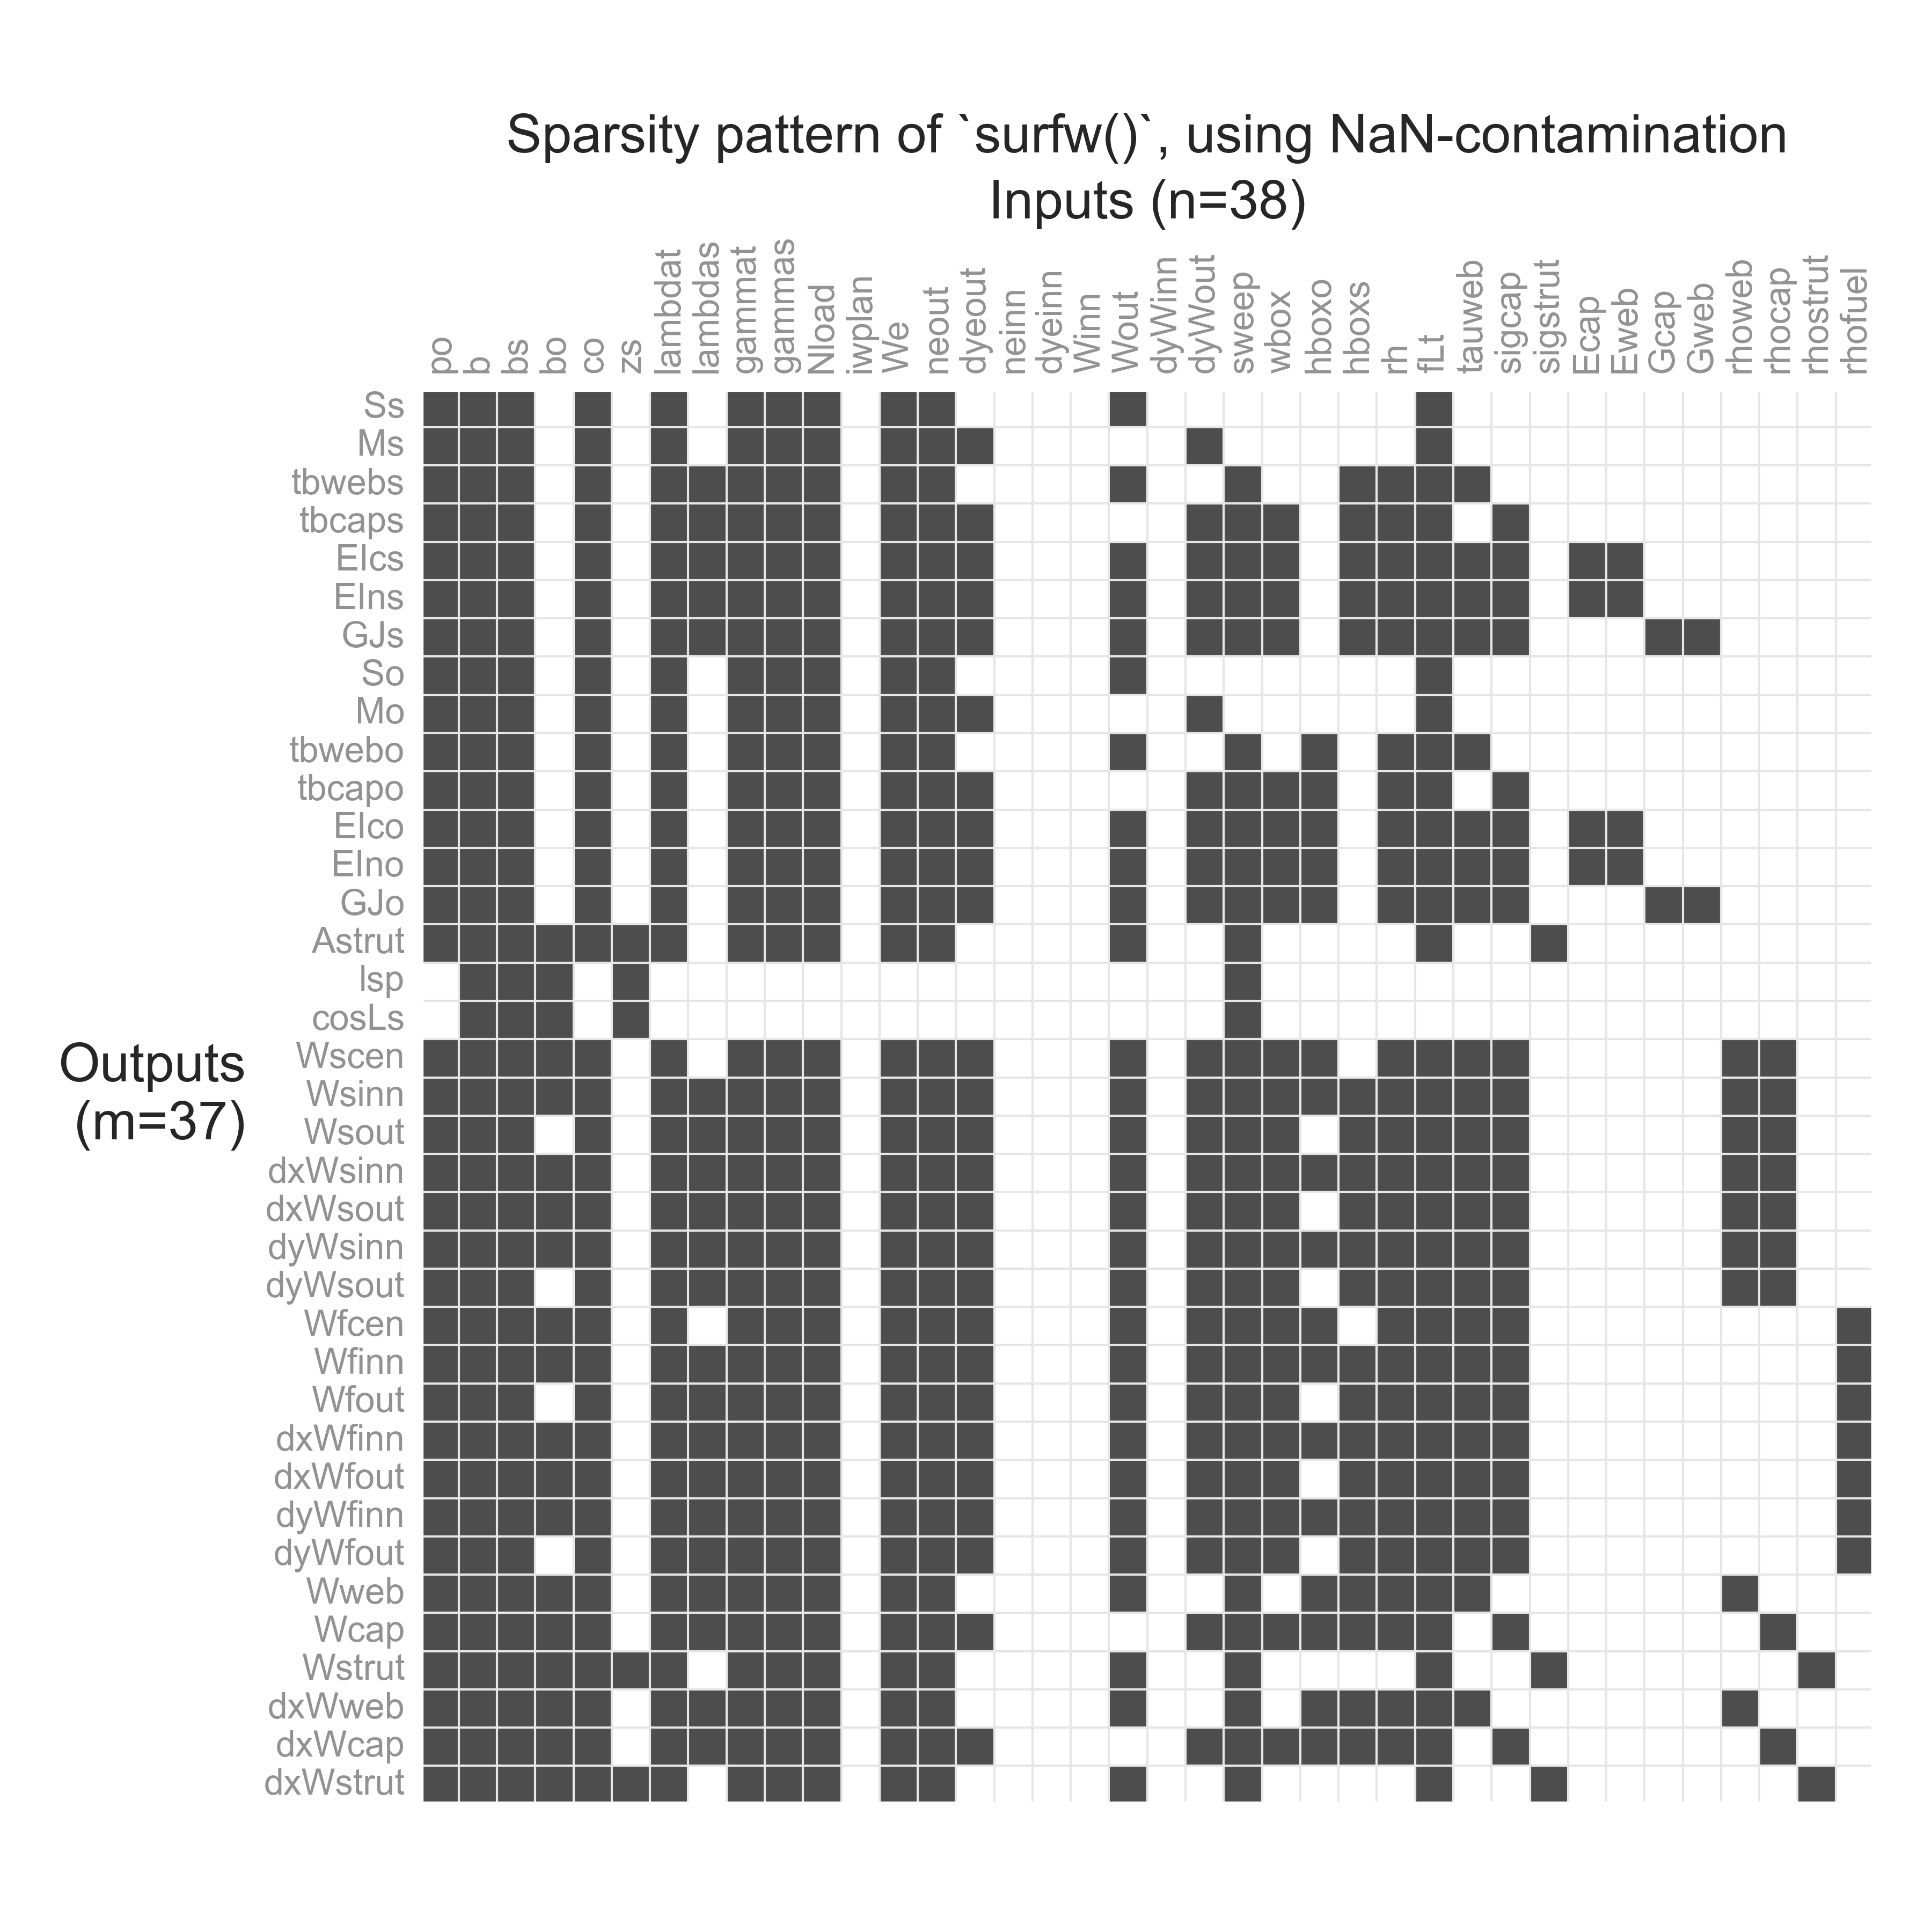 Sparsity pattern of `surfw()`, using NaN-contamination
Inputs (n=38)
po
b
bs
bo
co
zs
lambdat
lambdas
gammat
gammas
Nload
iwplan
We
neout
dyeout
neinn
dyeinn
Winn
Wout
dyWinn
dyWout
sweep
wbox
hboxo
hboxs
rh
fLt
tauweb
sigcap
sigstrut
Ecap
Eweb
Gcap
Gweb
rhoweb
rhocap
rhostrut
rhofuel
Outputs
(m=37)
Ss
Ms
tbwebs
tbcaps
EIcs
EIns
GJs
So
Mo
tbwebo
tbcapo
EIco
EIno
GJo
Astrut
lsp
cosLs
Wscen
Wsinn
Wsout
dxWsinn
dxWsout
dyWsinn
dyWsout
Wfcen
Wfinn
Wfout
dxWfinn
dxWfout
dyWfinn
dyWfout
Wweb
Wcap
Wstrut
dxWweb
dxWcap
dxWstrut